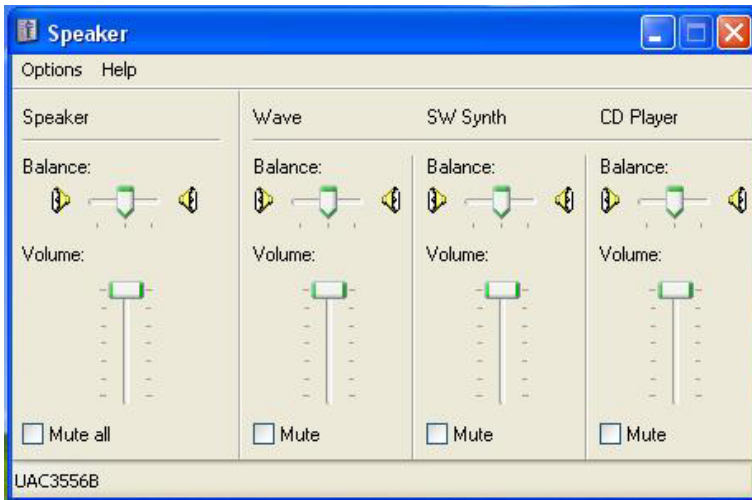 Speaker
Options Help
Speaker Wave SW Synth CD Player
Balance: Balance: Balance: Balance:
Volume: Volume: Volume: Volume:
Mute all Mute Mute Mute
UAC3556B